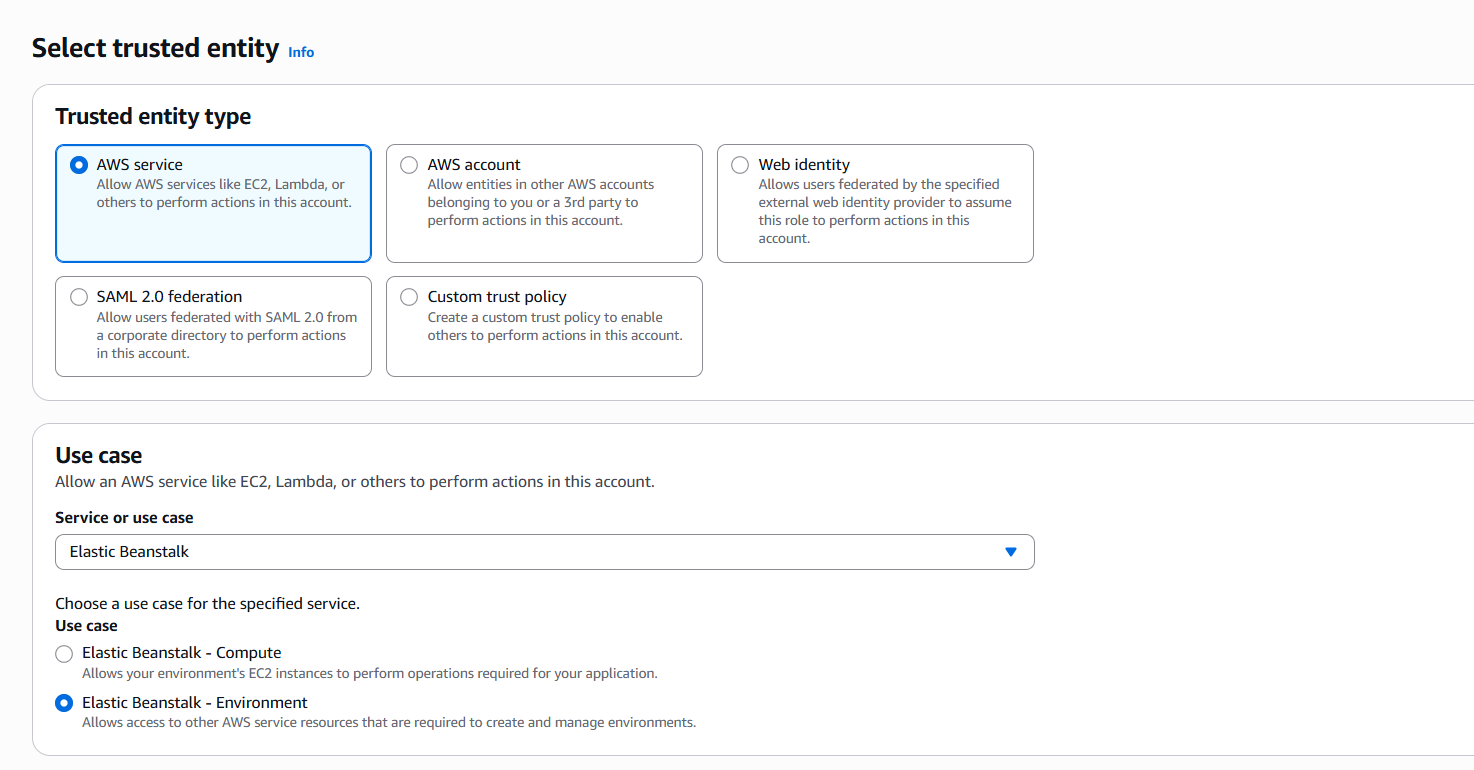 Select trusted entity Info
Trusted entity type
AWS service
Allow AWS services like EC2, Lambda, or
others to perform actions in this account.
AWS account
Allow entities in other AWS accounts
belonging to you or a 3rd party to
perform actions in this account.
Web identity
Allows users federated by the specified
external web identity provider to assume
this role to perform actions in this
account.
SAML 2.0 federation
Allow users federated with SAML 2.0 from
a corporate directory to perform actions
in this account.
Custom trust policy
Create a custom trust policy to enable
others to perform actions in this account.
Use case
Allow an AWS service like EC2, Lambda, or others to perform actions in this account.
Service or use case
Elastic Beanstalk
Choose a use case for the specified service.
Use case
Elastic Beanstalk - Compute
Allows your environment's EC2 instances to perform operations required for your application.
Elastic Beanstalk - Environment
Allows access to other AWS service resources that are required to create and manage environments.